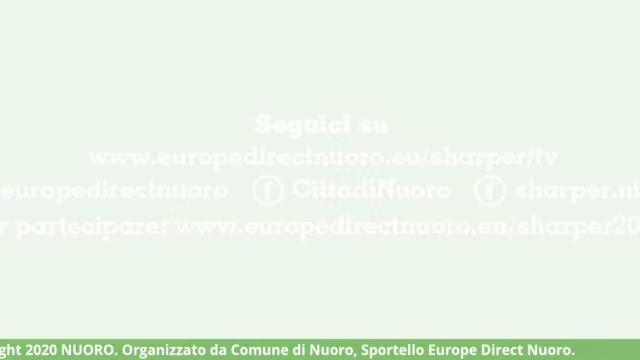 Seguici su
www.europedirectnuoro.eu/sharper/tv
europedirectnuoro CittadiNuoro sharper.ni
r partecipare: www.europedirectnuoro.eu/sharper20
ght 2020 NUORO. Organizzato da Comune di Nuoro, Sportello Europe Direct Nuoro.